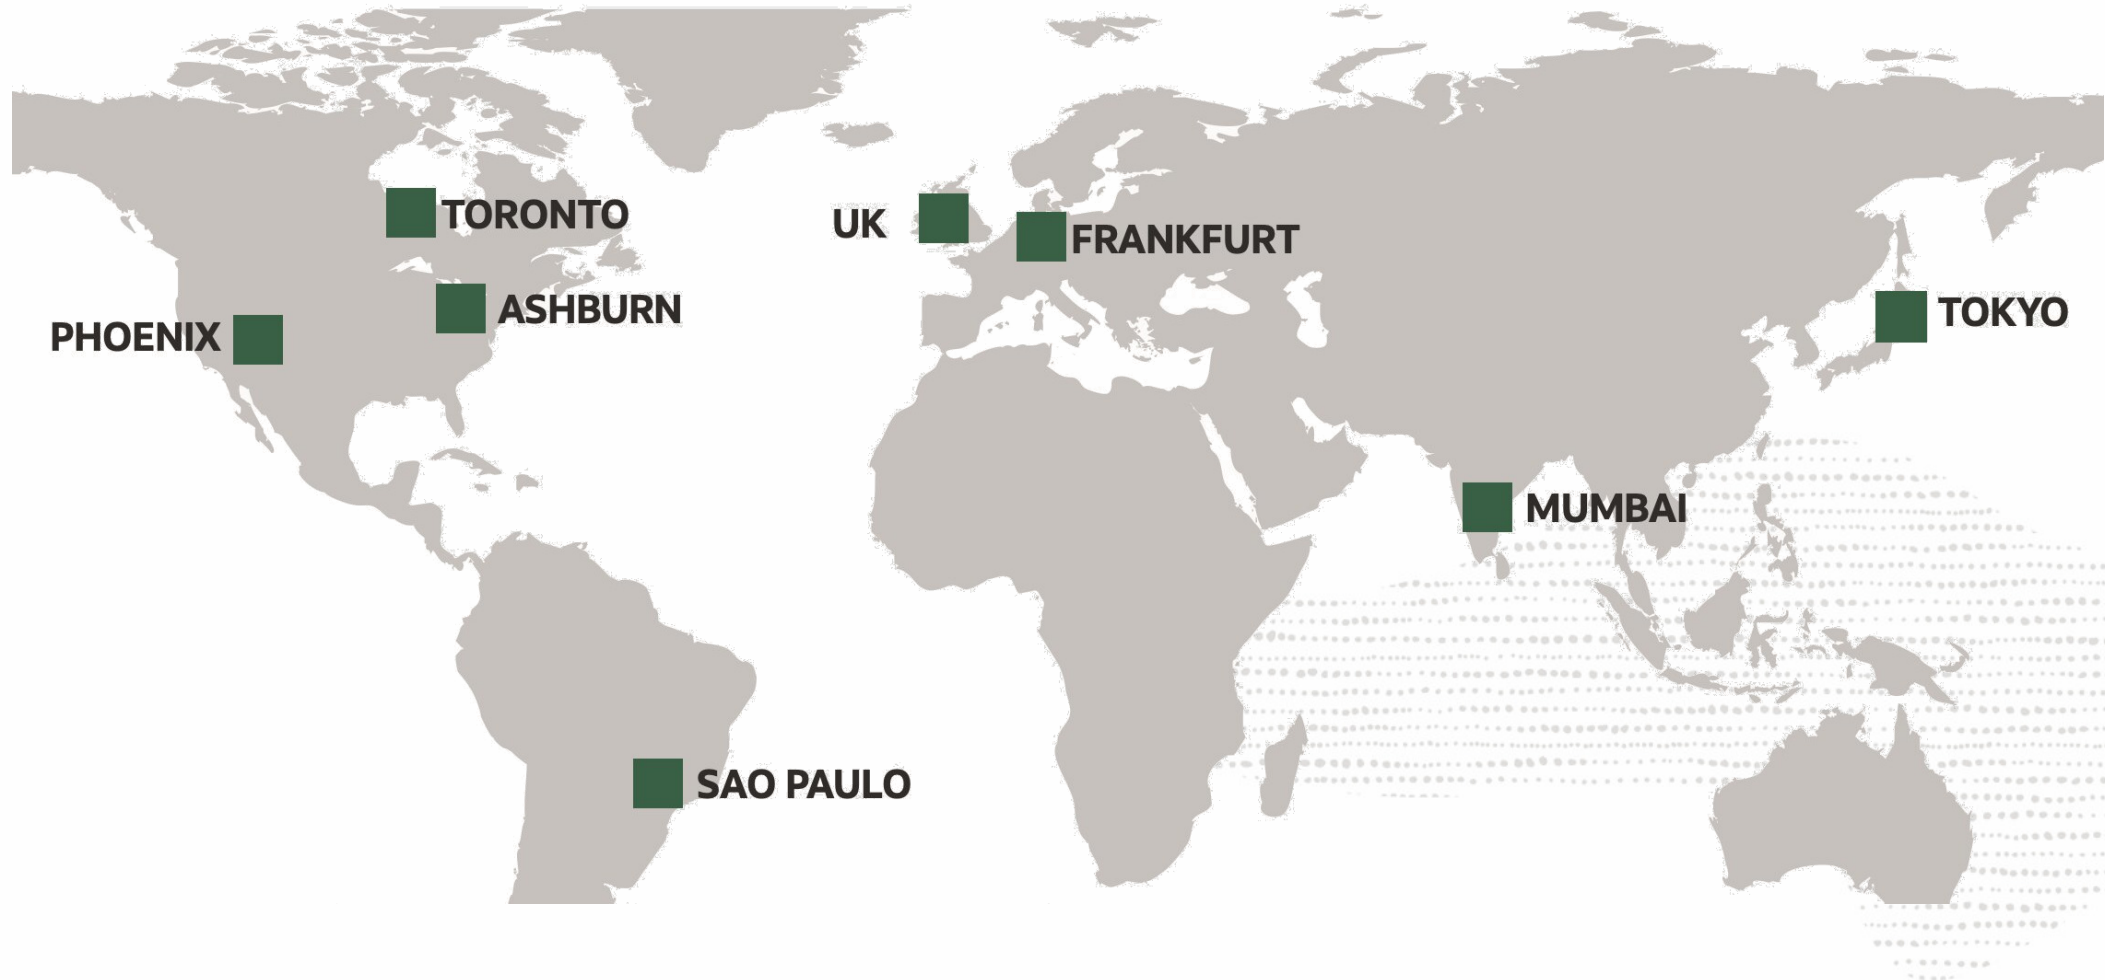 TORONTO
UK
FRANKFURT
ASHBURN
PHOENIX
TOKYO
MUMBAI
SAO PAULO